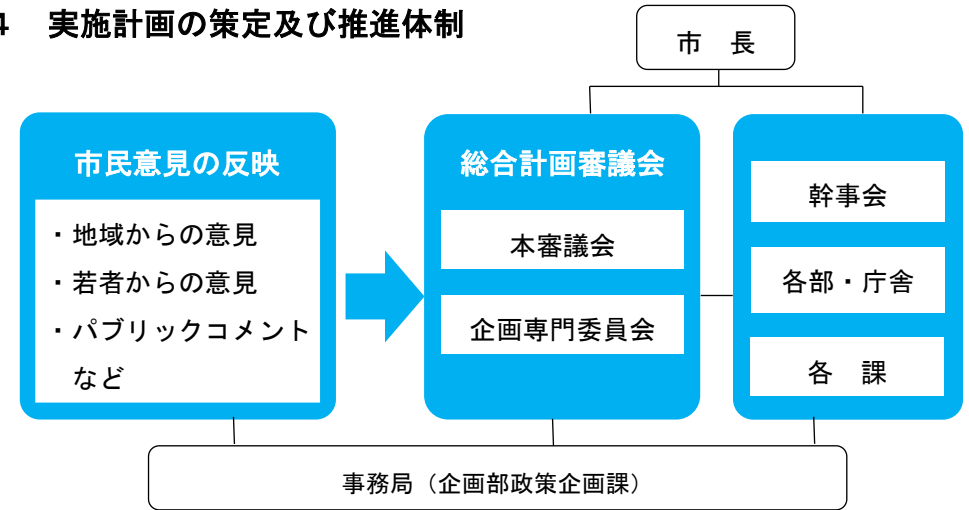 4 実施計画の策定及び推進体制
市 長
市民意見の反映
・地域からの意見
・若者からの意見
・パブリックコメント
など
総合計画審議会
本審議会
企画専門委員会
幹事会
各部・庁舎
各 課
事務局（企画部政策企画課）